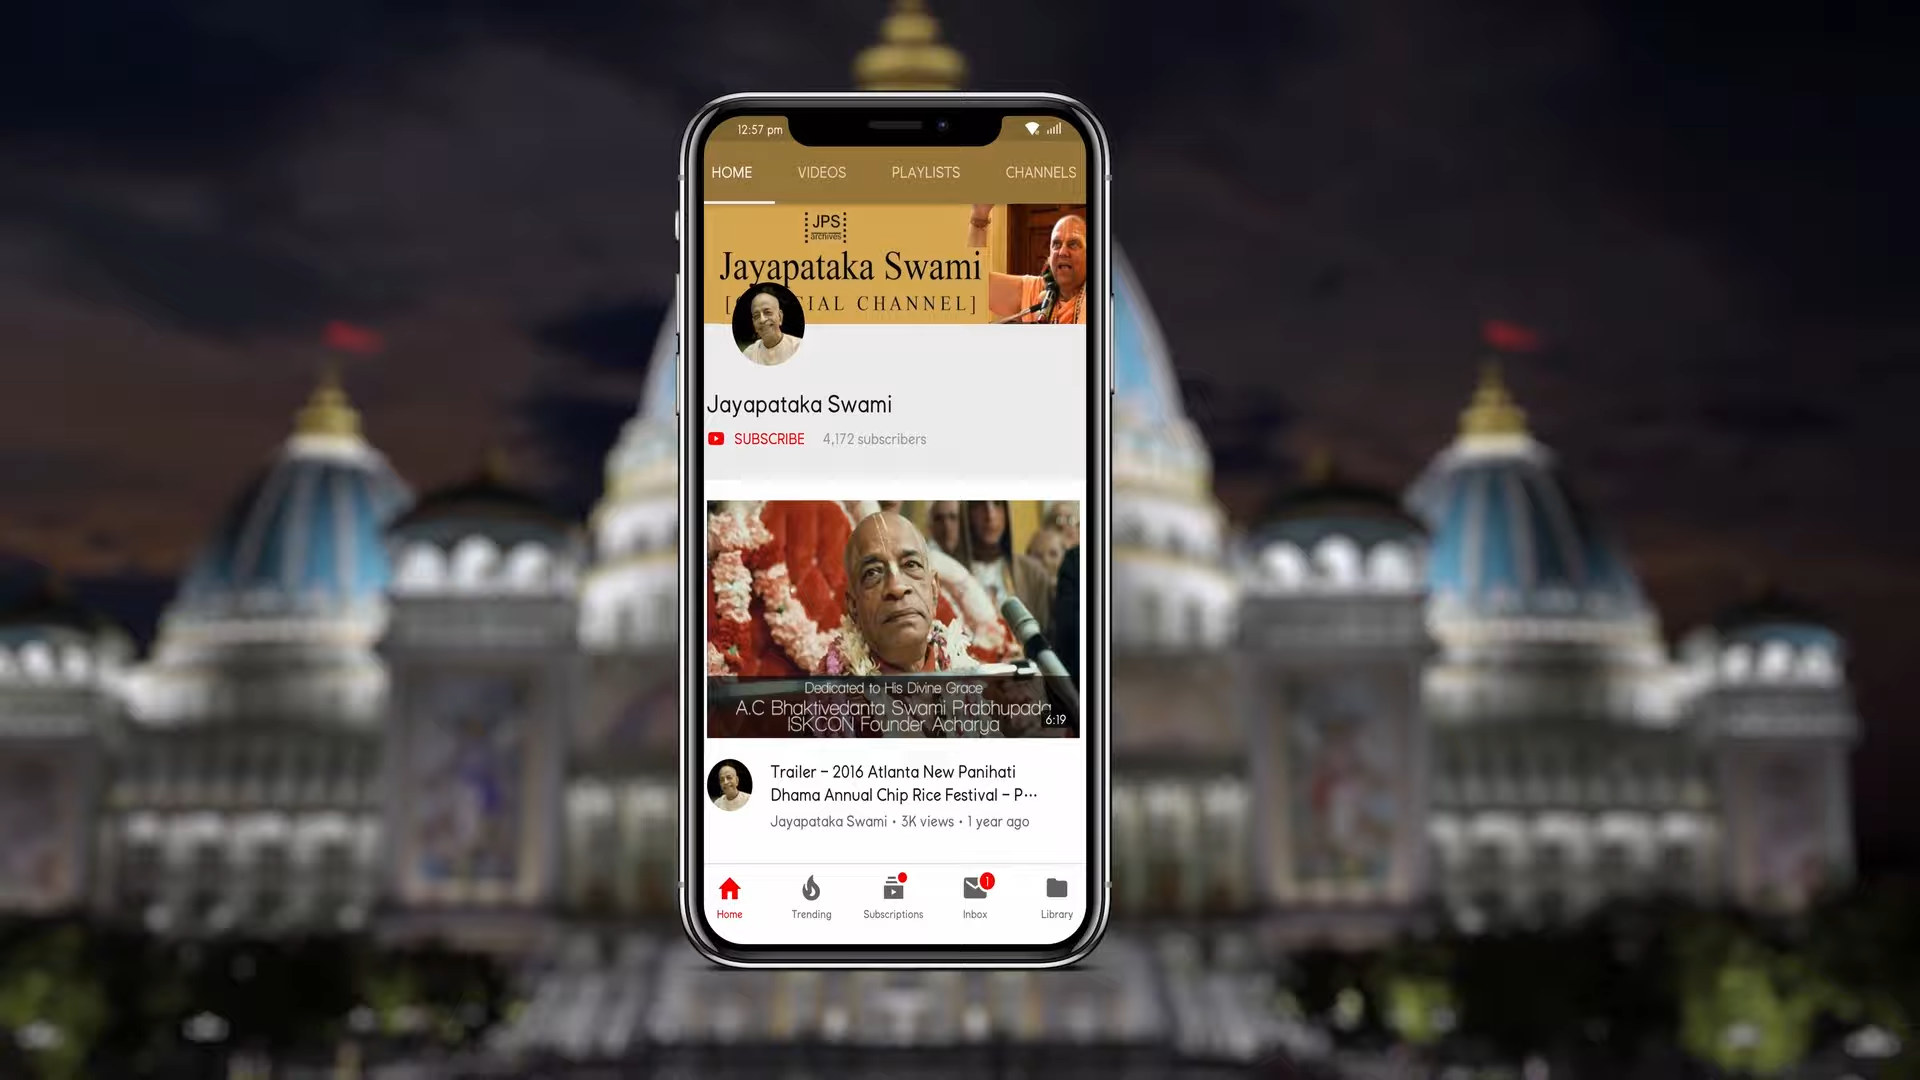 12:57 pm
HOME VIDEOS PLAYLISTS CHANNELS
JPS
archives
Jayapataka Swami
CIAL CHANNEL]
Jayapataka Swami
SUBSCRIBE 4,172 subscribers
Dedicated to His Divine Grace
A.C Bhaktivedanta Swami Prabhupada
ISKCON Founder Acharya
6:19
Trailer – 2016 Atlanta New Panihati
Dhama Annual Chip Rice Festival – P···
Jayapataka Swami • 3K views • 1 year ago
1
Home Trending Subscriptions Inbox Library